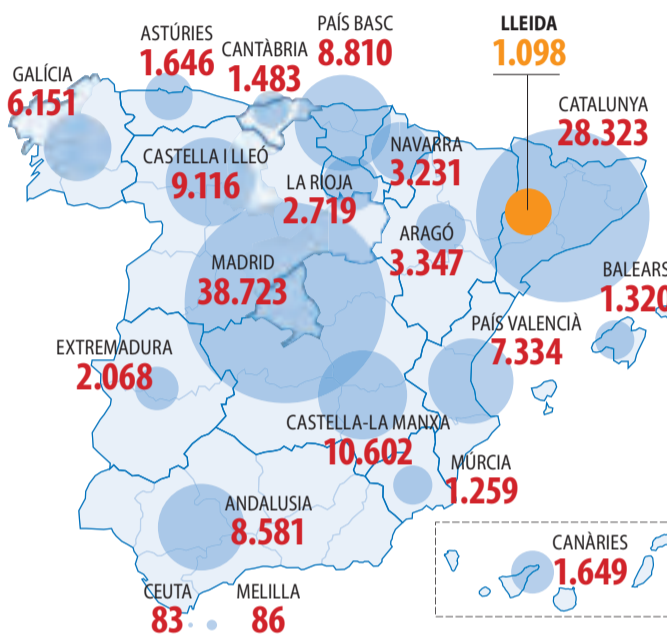 PAÍS BASC
8.810
LLEIDA
1.098
ASTÚRIES
1.646
CANTÀBRIA
1.483
GALÍCIA
6.151
CATALUNYA
28.323
CASTELLA I LLEÓ
9.116
NAVARRA
3.231
LA RIOJA
2.719
ARAGÓ
3.347
MADRID
38.723
BALEARS
1.320
PAÍS VALENCIÀ
7.334
EXTREMADURA
2.068
CASTELLA-LA MANXA
10.602
MÚRCIA
1.259
ANDALUSIA
8.581
CANÀRIES
1.649
CEUTA
83
MELILLA
86